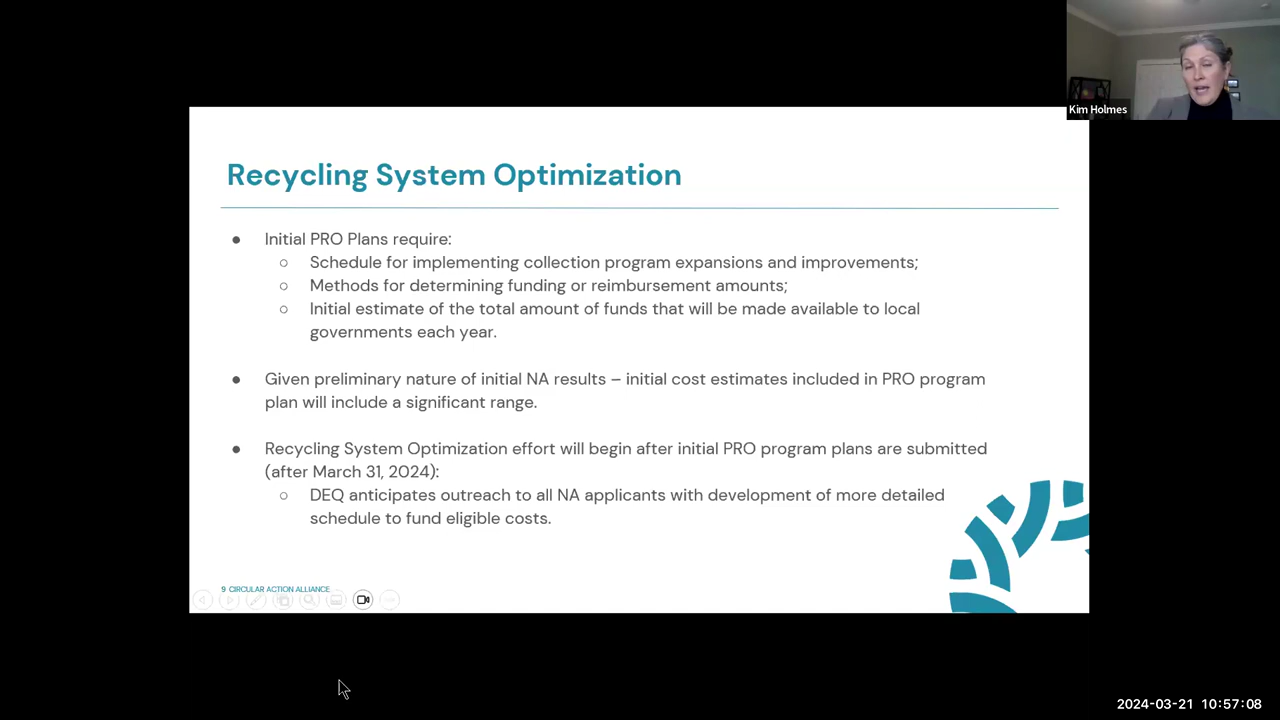 Kim Holmes
Recycling System Optimization
● Initial PRO Plans require:
○ Schedule for implementing collection program expansions and improvements;
○ Methods for determining funding or reimbursement amounts;
○ Initial estimate of the total amount of funds that will be made available to local
governments each year.
● Given preliminary nature of initial NA results – initial cost estimates included in PRO program
plan will include a significant range.
● Recycling System Optimization effort will begin after initial PRO program plans are submitted
(after March 31, 2024):
○ DEQ anticipates outreach to all NA applicants with development of more detailed
schedule to fund eligible costs.
9 CIRCULAR ACTION ALLIANCE
2024-03-21 10:57:08